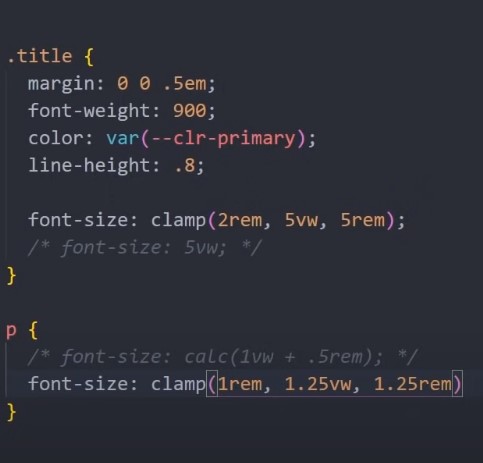 .title {
margin: 0 0 .5em;
font-weight: 900;
color: var(--clr-primary);
line-height: .8;
font-size: clamp(2rem, 5vw, 5rem);
/* font-size: 5vw; */
}
p {
/* font-size: calc(1vw + .5rem); */
font-size: clamp(1rem, 1.25vw, 1.25rem)
}